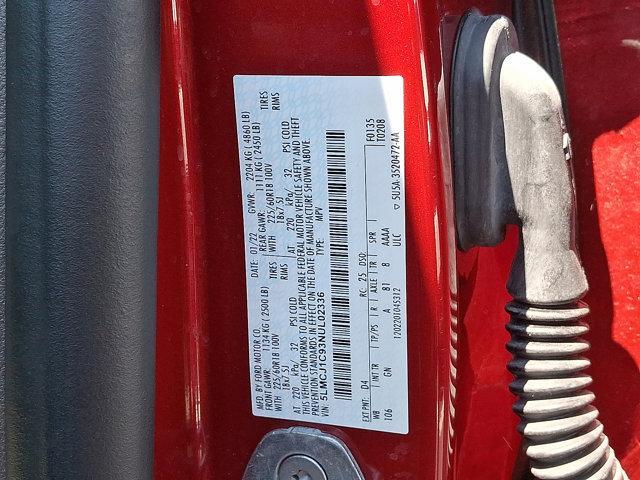 MFD. BY FORD MOTOR CO.
DATE: 01/22 GVWR: 2204 KG ( 4860 LB)
FRONT GAWR: 1134 KG ( 2500 LB) REAR GAWR: 1111 KG ( 2450 LB)
WITH 225/60R18 100V TIRES WITH 225/60R18 100V TIRES
18x7.5J RIMS 18x7.5J RIMS
AT 220 kPa/ 32 PSI COLD AT 220 kPa/ 32 PSI COLD
THIS VEHICLE CONFORMS TO ALL APPLICABLE FEDERAL MOTOR VEHICLE SAFETY AND THEFT
PREVENTION STANDARDS IN EFFECT ON THE DATE OF MANUFACTURE SHOWN ABOVE.
VIN: 5LMCJ1C93NUL02336 TYPE: MPV
F0135
T0208
EXT PNT: D4 RC: 25 DSO:
WB INT TR TP/PS R AXLE TR SPR
106 GN A 81 8 AAAA
ULC
12022010453 12
▽ 5U5A-3520472-AA